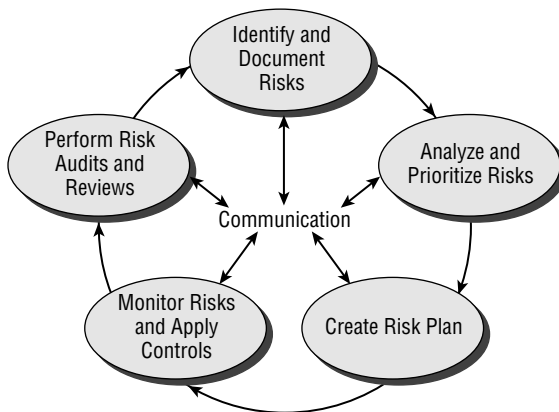 Identify and
Document
Risks
Analyze and
Prioritize Risks
Create Risk Plan
Monitor Risks
and Apply
Controls
Perform Risk
Audits and
Reviews
Communication